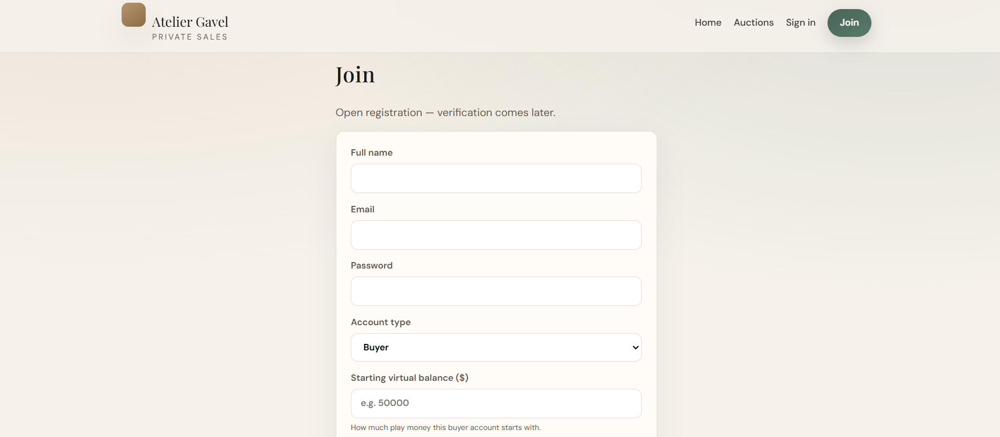 Atelier Gavel
PRIVATE SALES
Home
Auctions
Sign in
Join
Join
Open registration — verification comes later.
Full name
Email
Password
Account type
Buyer
Starting virtual balance ($)
e.g. 50000
How much play money this buyer account starts with.